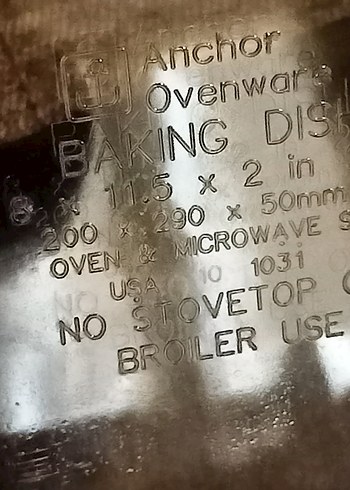 Anchor
Ovenware
BAKING DIS
11.5 x 2 in
200 x 290 x 50mm
OVEN & MICROWAVE S
USA 10 1031
NO STOVETOP
BROILER USE